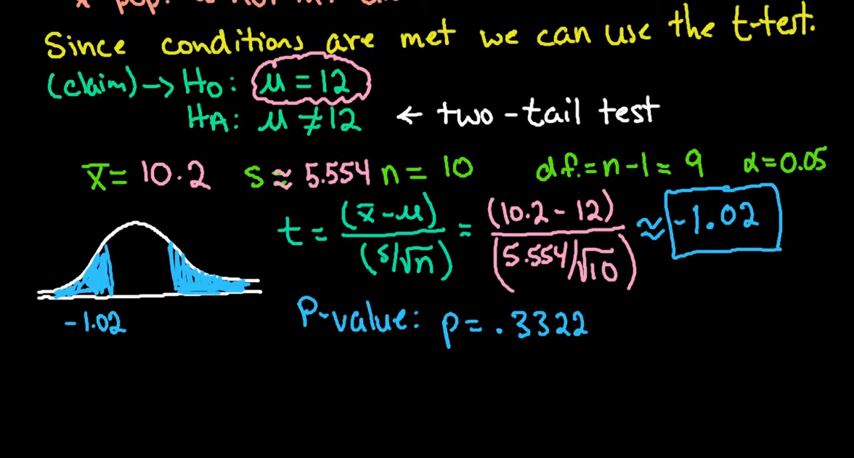 Since conditions are met we can use the t-test.
(claim) → H0: μ = 12
HA: μ ≠ 12 ← two-tail test
x̄ = 10.2 s ≈ 5.554 n = 10 d.f. = n-1 = 9 α = 0.05
t = (x̄ - μ) / (s/√n) = (10.2 - 12) / (5.554/√10) ≈ -1.02
-1.02
P-value: p = .3322